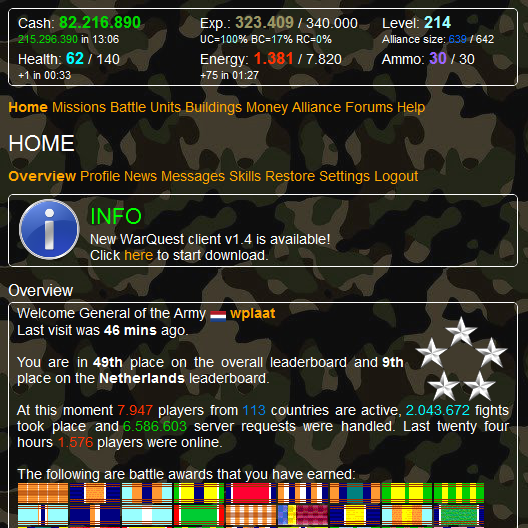 Cash: 82.216.890 Exp.: 323.409 / 340.000 Level: 214
215.296.390 in 13:06 UC=100% BC=17% RC=0% Alliance size: 639 / 642
Health: 62 / 140 Energy: 1.381 / 7.820 Ammo: 30 / 30
+1 in 00:33 +75 in 01:27
Home Missions Battle Units Buildings Money Alliance Forums Help
HOME
Overview Profile News Messages Skills Restore Settings Logout
INFO
New WarQuest client v1.4 is available!
Click here to start download.
Overview
Welcome General of the Army wplaat
Last visit was 46 mins ago.
You are in 49th place on the overall leaderboard and 9th
place on the Netherlands leaderboard.
At this moment 7.947 players from 113 countries are active, 2.043.672 fights
took place and 6.586.603 server requests were handled. Last twenty four
hours 1.576 players were online.
The following are battle awards that you have earned: